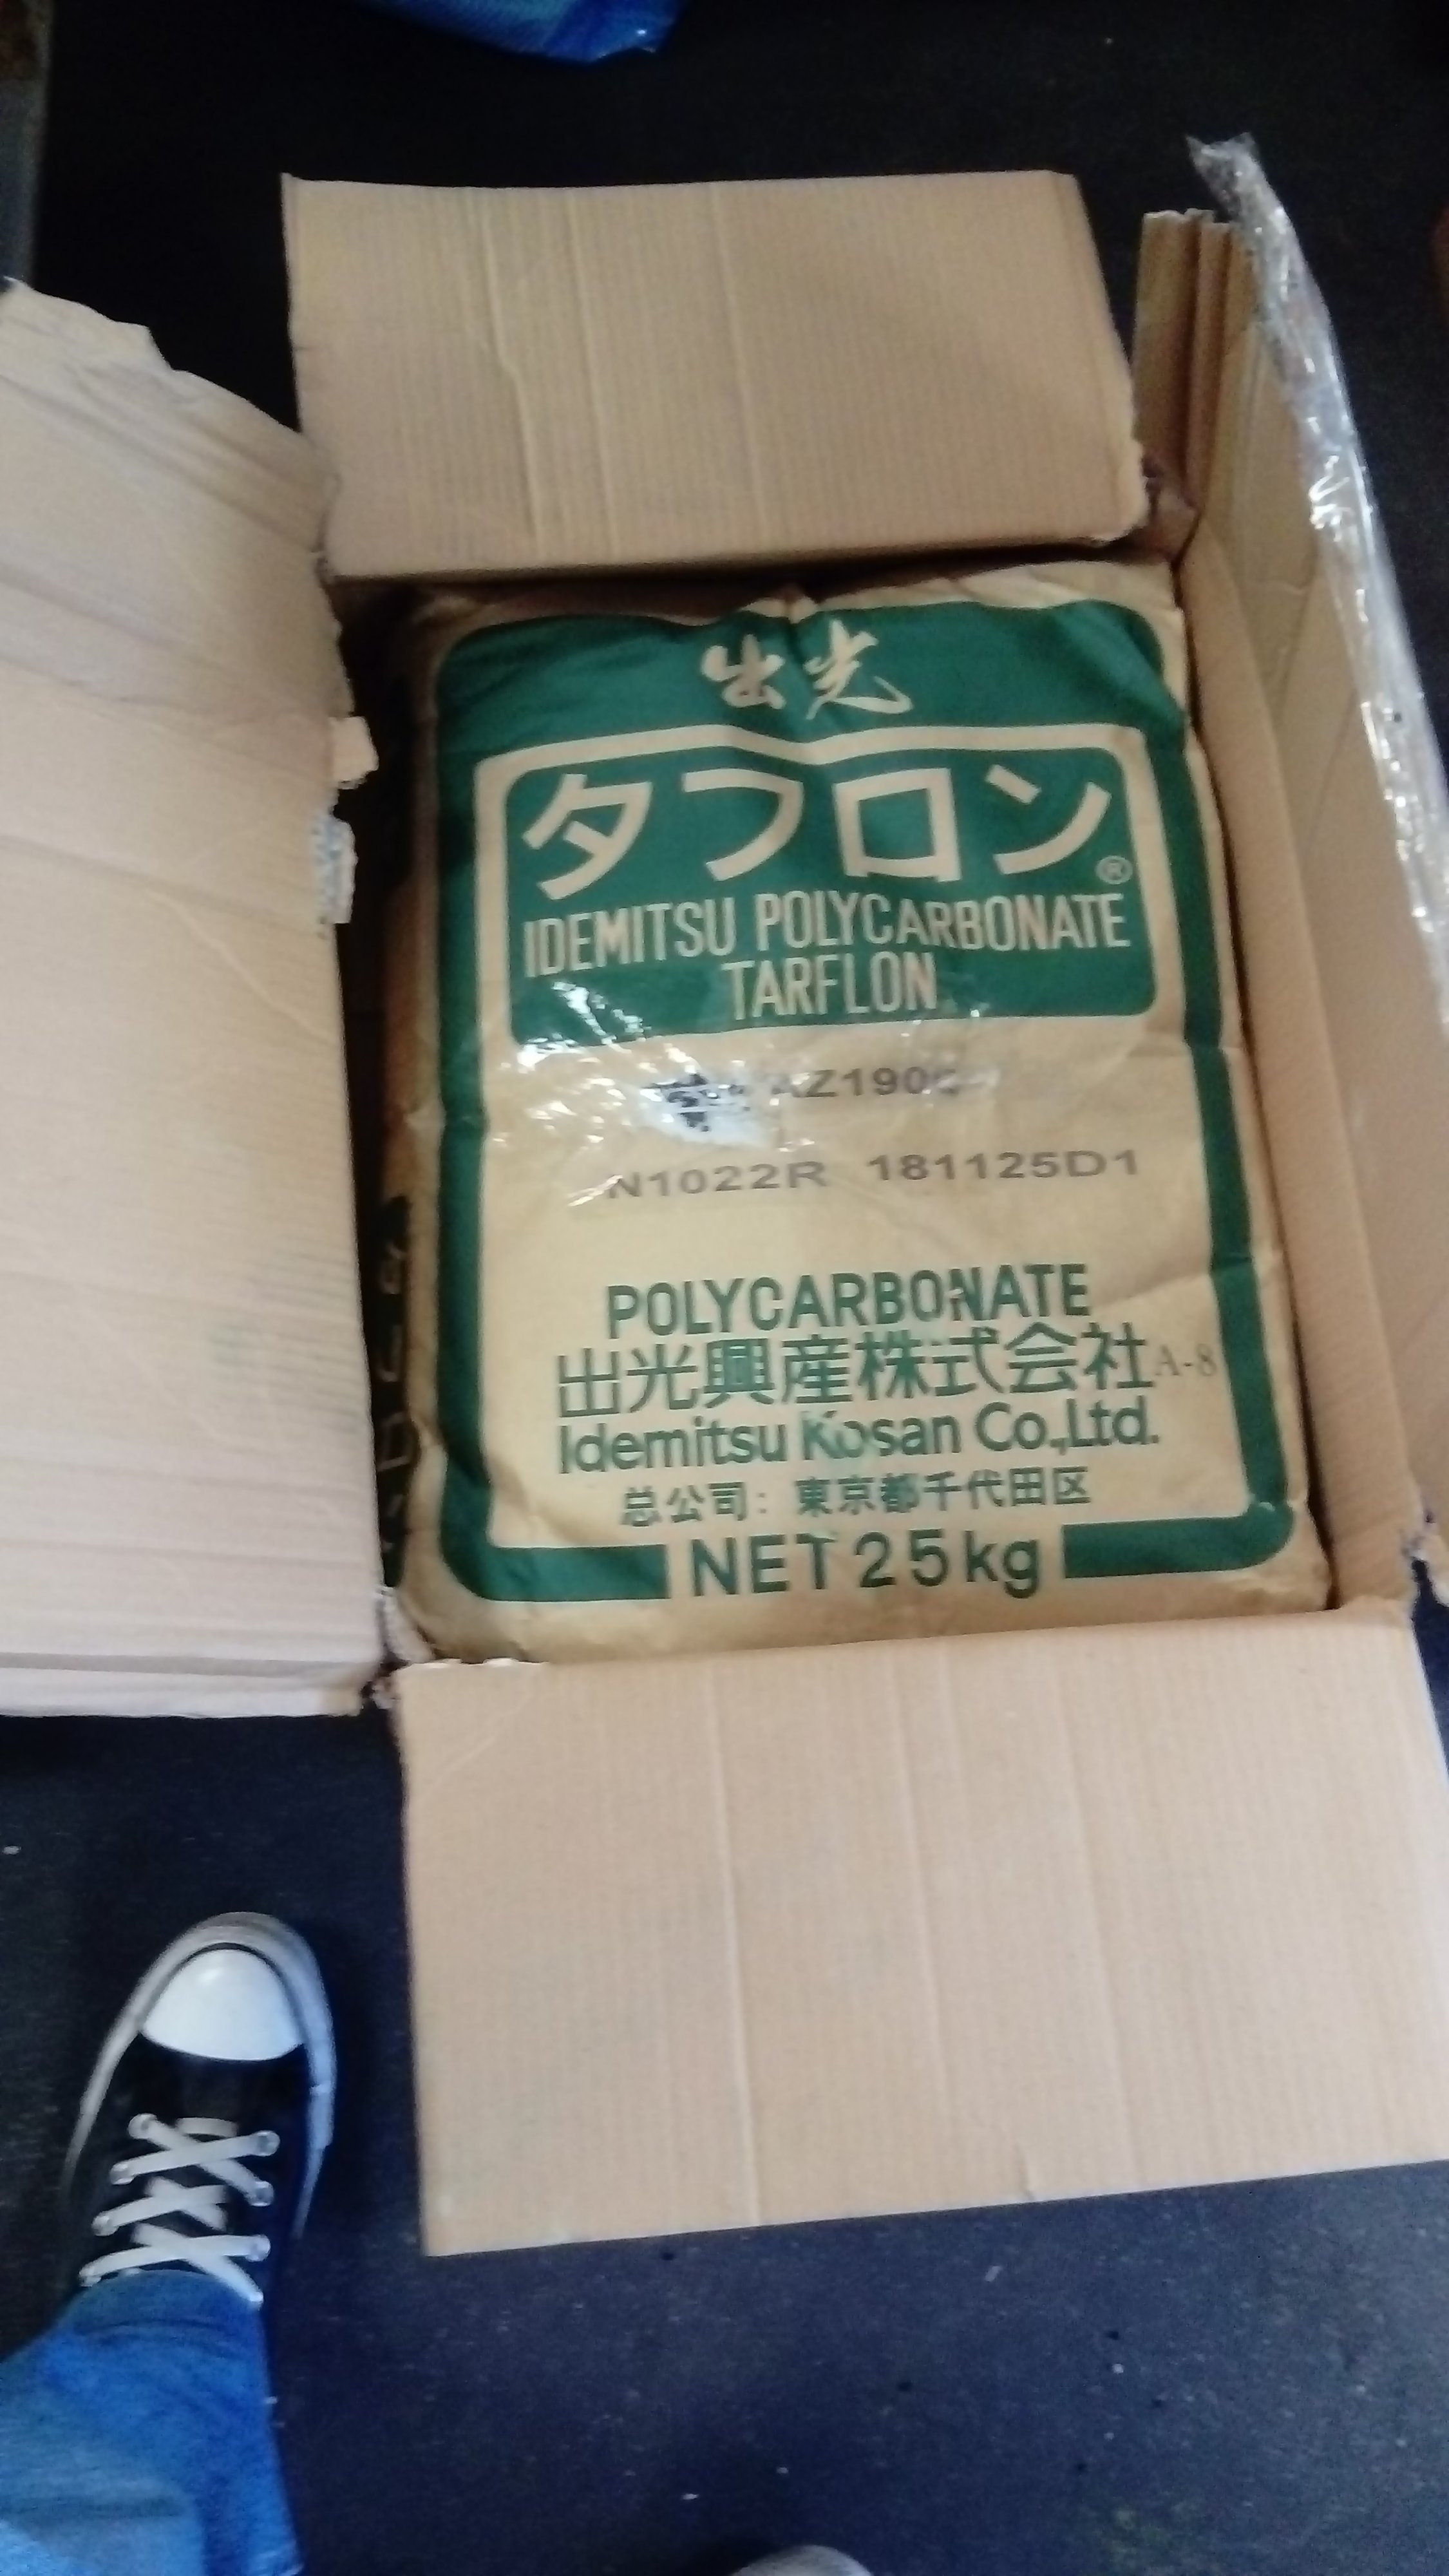 出光
タフロン®
IDEMITSU POLYCARBONATE
TARFLON
N1022R 181125D1
POLYCARBONATE
出光興産株式会社 A-8
Idemitsu Kosan Co.,Ltd.
总公司: 東京都千代田区
NET 25kg